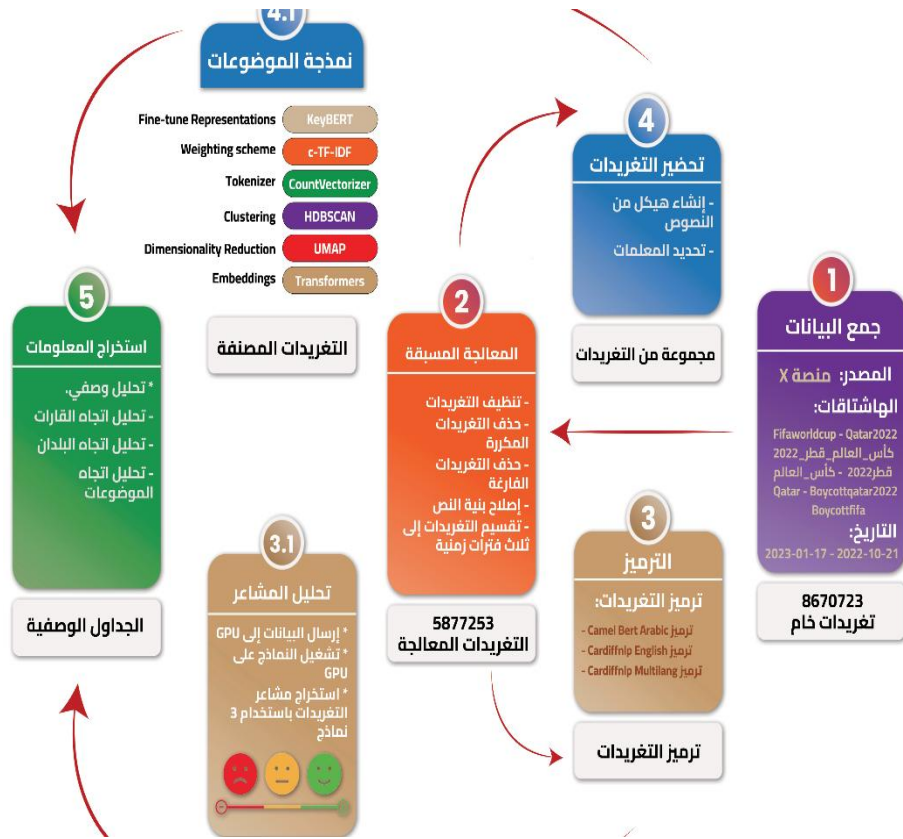 1
جمع البيانات
المصدر: منصة X
الهاشتاقات:
Fifaworldcup - Qatar2022
كأس_العالم_قطر_2022
قطر2022 - كأس_العالم
Qatar - Boycottqatar2022
Boycottfifa
التاريخ:
2023-01-17 - 2022-10-21
8670723
تغريدات خام
2
المعالجة المسبقة
- تنظيف التغريدات
- حذف التغريدات
المكررة
- حذف التغريدات
الفارغة
- إصلاح بنية النص
- تقسيم التغريدات إلى
ثلاث فترات زمنية
5877253
التغريدات المعالجة
3
الترميز
ترميز التغريدات:
ترميز Camel Bert Arabic -
ترميز Cardiffnlp English -
ترميز Cardiffnlp Multilang -
ترميز التغريدات
3.1
تحليل المشاعر
* إرسال البيانات إلى GPU
* تشغيل النماذج على
GPU
* استخراج مشاعر
التغريدات باستخدام 3
نماذج
4
تحضير التغريدات
- إنشاء هيكل من
النصوص
- تحديد المعلمات
مجموعة من التغريدات
4.1
نمذجة الموضوعات
Fine-tune Representations KeyBERT
Weighting scheme c-TF-IDF
Tokenizer CountVectorizer
Clustering HDBSCAN
Dimensionality Reduction UMAP
Embeddings Transformers
التغريدات المصنفة
5
استخراج المعلومات
* تحليل وصفي.
- تحليل اتجاه القارات
- تحليل اتجاه البلدان
- تحليل اتجاه
الموضوعات
الجداول الوصفية